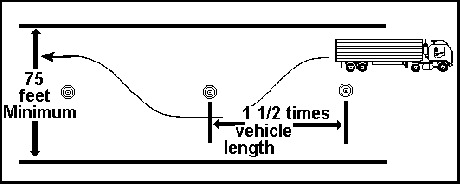 75
feet
Minimum
1 1/2 times
vehicle
length